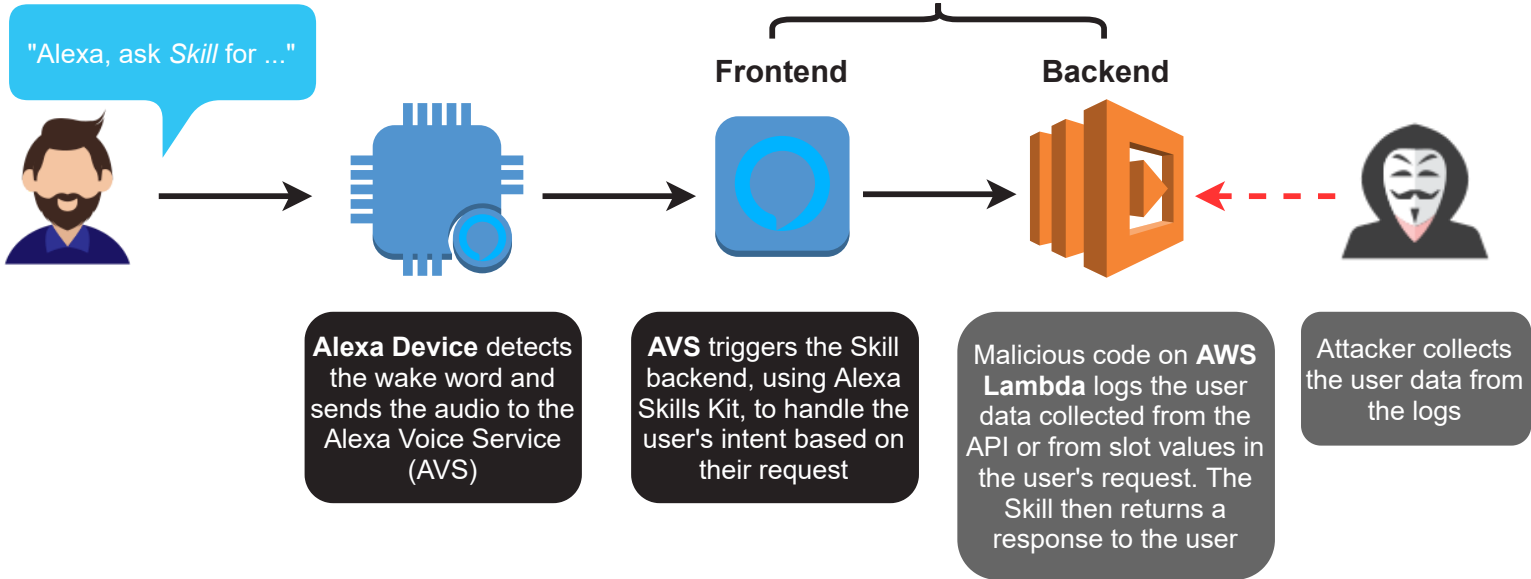 "Alexa, ask Skill for ..."
Frontend
Backend
Alexa Device detects
the wake word and
sends the audio to the
Alexa Voice Service
(AVS)
AVS triggers the Skill
backend, using Alexa
Skills Kit, to handle the
user's intent based on
their request
Malicious code on AWS
Lambda logs the user
data collected from the
API or from slot values in
the user's request. The
Skill then returns a
response to the user
Attacker collects
the user data from
the logs